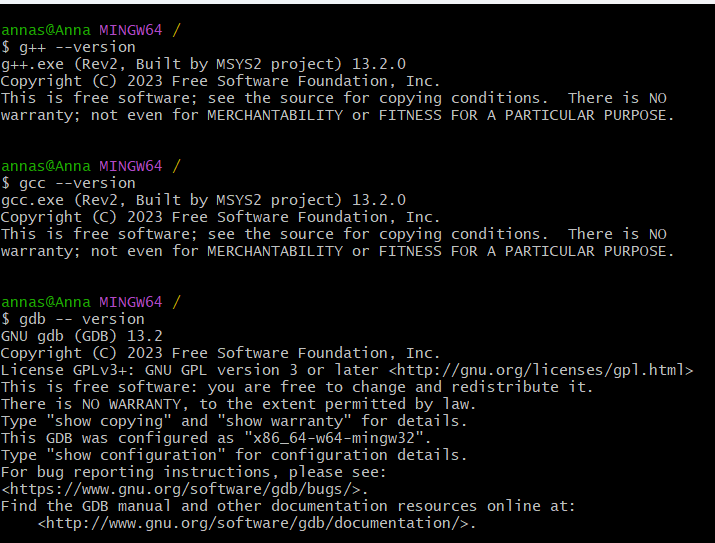 annas@Anna MINGW64 /
$ g++ --version
g++.exe (Rev2, Built by MSYS2 project) 13.2.0
Copyright (C) 2023 Free Software Foundation, Inc.
This is free software; see the source for copying conditions.  There is NO
warranty; not even for MERCHANTABILITY or FITNESS FOR A PARTICULAR PURPOSE.
annas@Anna MINGW64 /
$ gcc --version
gcc.exe (Rev2, Built by MSYS2 project) 13.2.0
Copyright (C) 2023 Free Software Foundation, Inc.
This is free software; see the source for copying conditions.  There is NO
warranty; not even for MERCHANTABILITY or FITNESS FOR A PARTICULAR PURPOSE.
annas@Anna MINGW64 /
$ gdb -- version
GNU gdb (GDB) 13.2
Copyright (C) 2023 Free Software Foundation, Inc.
License GPLv3+: GNU GPL version 3 or later <http://gnu.org/licenses/gpl.html>
This is free software: you are free to change and redistribute it.
There is NO WARRANTY, to the extent permitted by law.
Type "show copying" and "show warranty" for details.
This GDB was configured as "x86_64-w64-mingw32".
Type "show configuration" for configuration details.
For bug reporting instructions, please see:
<https://www.gnu.org/software/gdb/bugs/>.
Find the GDB manual and other documentation resources online at:
    <http://www.gnu.org/software/gdb/documentation/>.